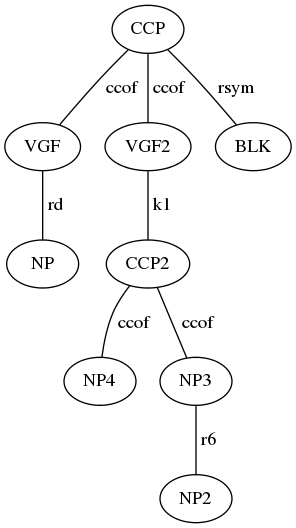 CCP
ccof ccof rsym
VGF VGF2 BLK
rd k1
NP CCP2
ccof ccof
NP4 NP3
r6
NP2